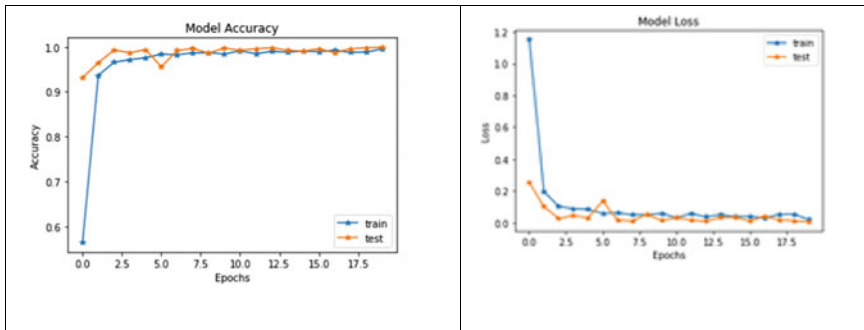 Model Accuracy
1.0
0.9
0.8
0.7
0.6
Accuracy
train
test
0.0 2.5 5.0 7.5 10.0 12.5 15.0 17.5
Epochs
Model Loss
1.2
1.0
0.8
0.6
0.4
0.2
0.0
Loss
train
test
0.0 2.5 5.0 7.5 10.0 12.5 15.0 17.5
Epochs